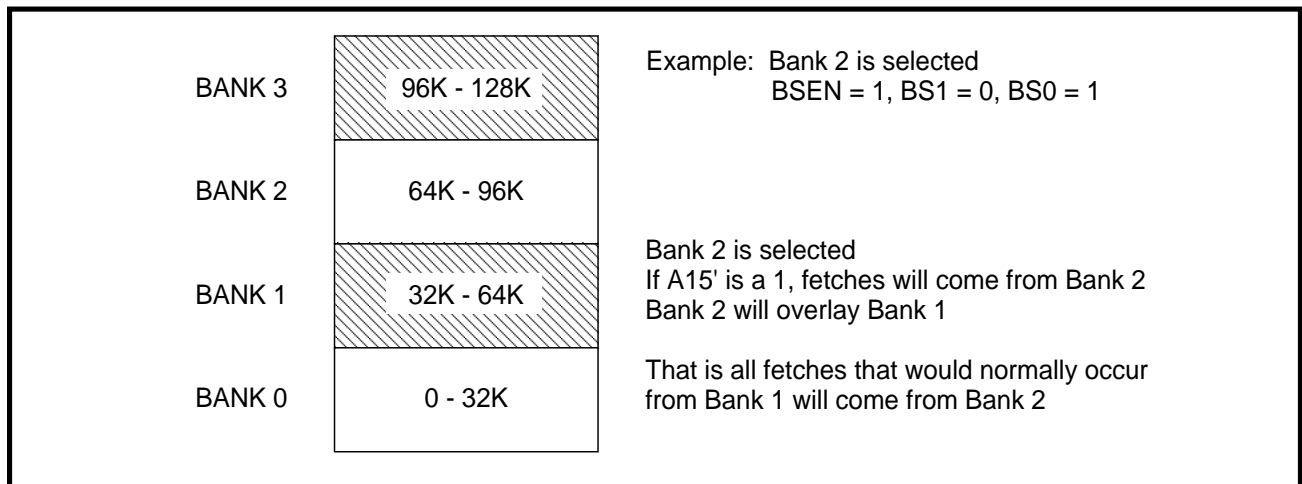 BANK 3
96K - 128K
Example: Bank 2 is selected
BSEN = 1, BS1 = 0, BS0 = 1
BANK 2
64K - 96K
BANK 1
32K - 64K
Bank 2 is selected
If A15' is a 1, fetches will come from Bank 2
Bank 2 will overlay Bank 1
BANK 0
0 - 32K
That is all fetches that would normally occur
from Bank 1 will come from Bank 2